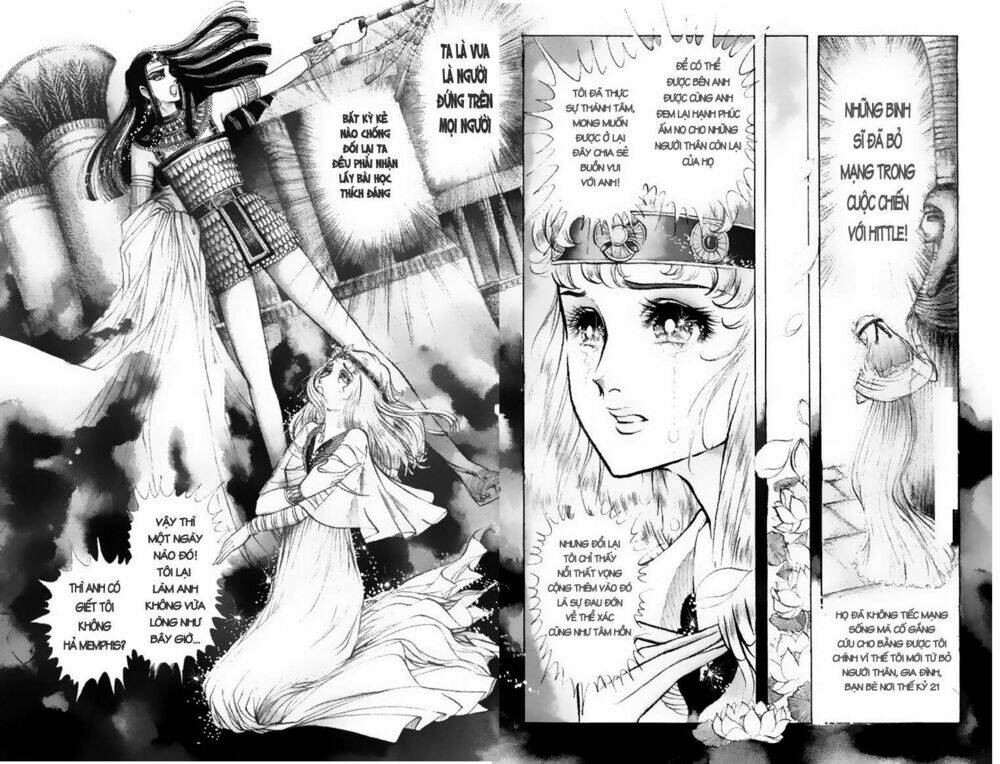 NHỮNG BINH
SĨ ĐÃ BỎ
MẠNG TRONG
CUỘC CHIẾN
VỚI HITTLE!
HỌ ĐÃ KHÔNG TIẾC MẠNG
SỐNG MÀ CỐ GẮNG
CỨU CHO BẰNG ĐƯỢC TÔI
CHÍNH VÌ THẾ TÔI MỚI TỪ BỎ
NGƯỜI THÂN, GIA ĐÌNH,
BẠN BÈ NƠI THẾ KỶ 21
ĐỂ CÓ THỂ
ĐƯỢC BÊN ANH
ĐƯỢC CÙNG ANH
ĐEM LẠI HẠNH PHÚC
ẤM NO CHO NHỮNG
NGƯỜI THÂN CÒN LẠI
CỦA HỌ
TÔI ĐÃ THỰC
SỰ THÀNH TÂM,
MONG MUỐN
ĐƯỢC Ở LẠI
ĐÂY CHIA SẺ
BUỒN VUI
VỚI ANH!
NHƯNG ĐỔI LẠI
TÔI CHỈ THẤY
NỖI THẤT VỌNG
CỘNG THÊM VÀO ĐÓ
LÀ SỰ ĐAU ĐỚN
VỀ THỂ XÁC
CŨNG NHƯ TÂM HỒN
TA LÀ VUA
LÀ NGƯỜI
ĐỨNG TRÊN
MỌI NGƯỜI
BẤT KỲ KẺ
NÀO CHỐNG
ĐỐI LẠI TA
ĐỀU PHẢI NHẬN
LẤY BÀI HỌC
THÍCH ĐÁNG
VẬY THÌ
MỘT NGÀY
NÀO ĐÓ!
TÔI LẠI
LÀM ANH
KHÔNG VỪA
LÒNG NHƯ
BÂY GIỜ...
THÌ ANH CÓ
GIẾT TÔI
KHÔNG
HẢ MEMPHIS?